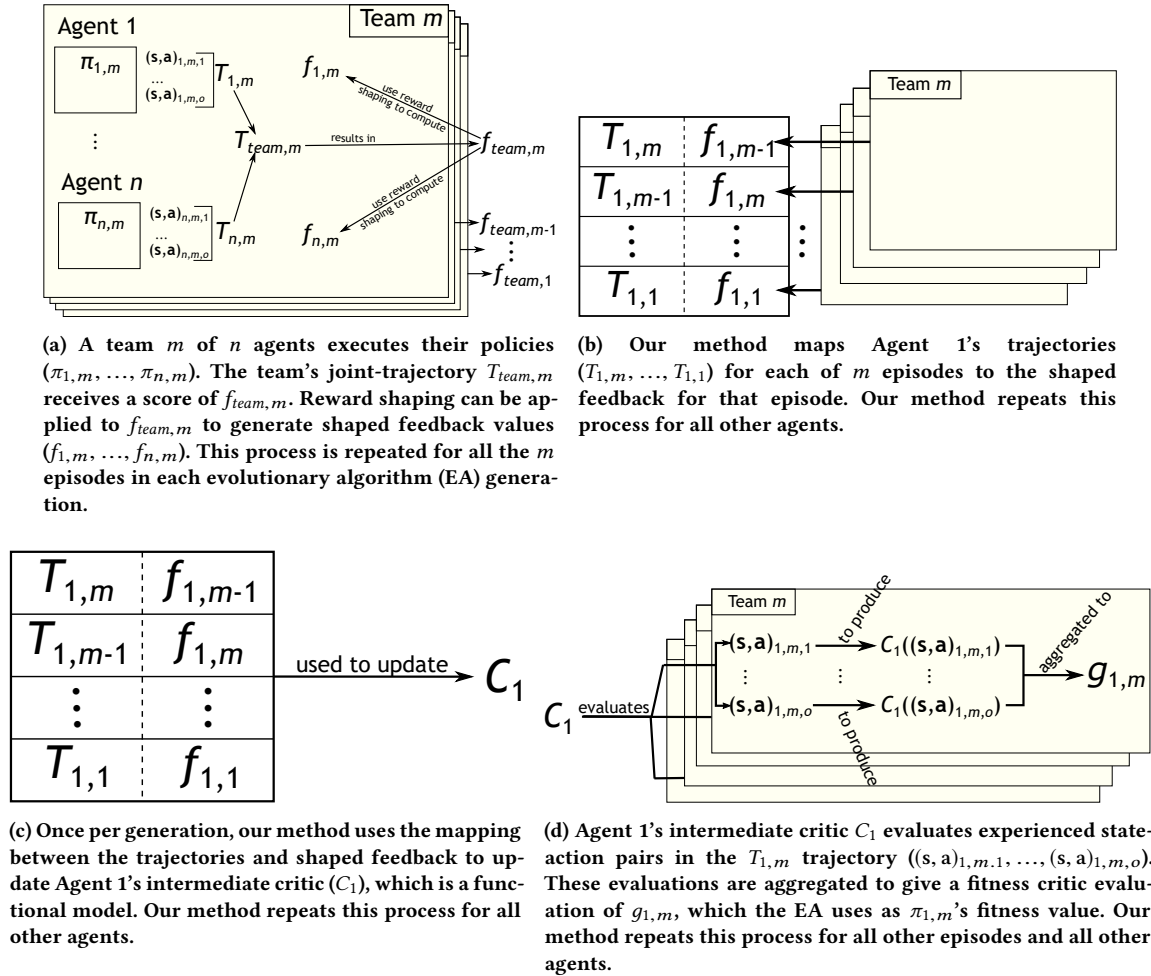 Agent 1
Team m
π1,m
(s,a)1,m,1
...
(s,a)1,m,o
T1,m
f1,m
use reward
shaping to compute
⋮
Tteam,m
results in
fteam,m
Agent n
πn,m
(s,a)n,m,1
...
(s,a)n,m,o
Tn,m
fn,m
use reward
shaping to compute
fteam,m-1
⋮
fteam,1
(a) A team m of n agents executes their policies
(π1,m, ..., πn,m). The team's joint-trajectory Tteam,m
receives a score of fteam,m. Reward shaping can be ap-
plied to fteam,m to generate shaped feedback values
(f1,m, ..., fn,m). This process is repeated for all the m
episodes in each evolutionary algorithm (EA) genera-
tion.
Team m
T1,m f1,m-1
T1,m-1 f1,m
⋮ ⋮ ⋮
T1,1 f1,1
(b) Our method maps Agent 1's trajectories
(T1,m, ..., T1,1) for each of m episodes to the shaped
feedback for that episode. Our method repeats this
process for all other agents.
T1,m f1,m-1
T1,m-1 f1,m
⋮ ⋮
T1,1 f1,1
used to update
C1
(c) Once per generation, our method uses the mapping
between the trajectories and shaped feedback to up-
date Agent 1's intermediate critic (C1), which is a func-
tional model. Our method repeats this process for all
other agents.
Team m
C1
evaluates
(s,a)1,m,1
to produce
C1((s,a)1,m,1)
⋮ ⋮ ⋮
(s,a)1,m,o
to produce
C1((s,a)1,m,o)
aggregated to
g1,m
(d) Agent 1's intermediate critic C1 evaluates experienced state-
action pairs in the T1,m trajectory ((s, a)1,m.1, ..., (s, a)1,m,o).
These evaluations are aggregated to give a fitness critic evalu-
ation of g1,m, which the EA uses as π1,m's fitness value. Our
method repeats this process for all other episodes and all other
agents.